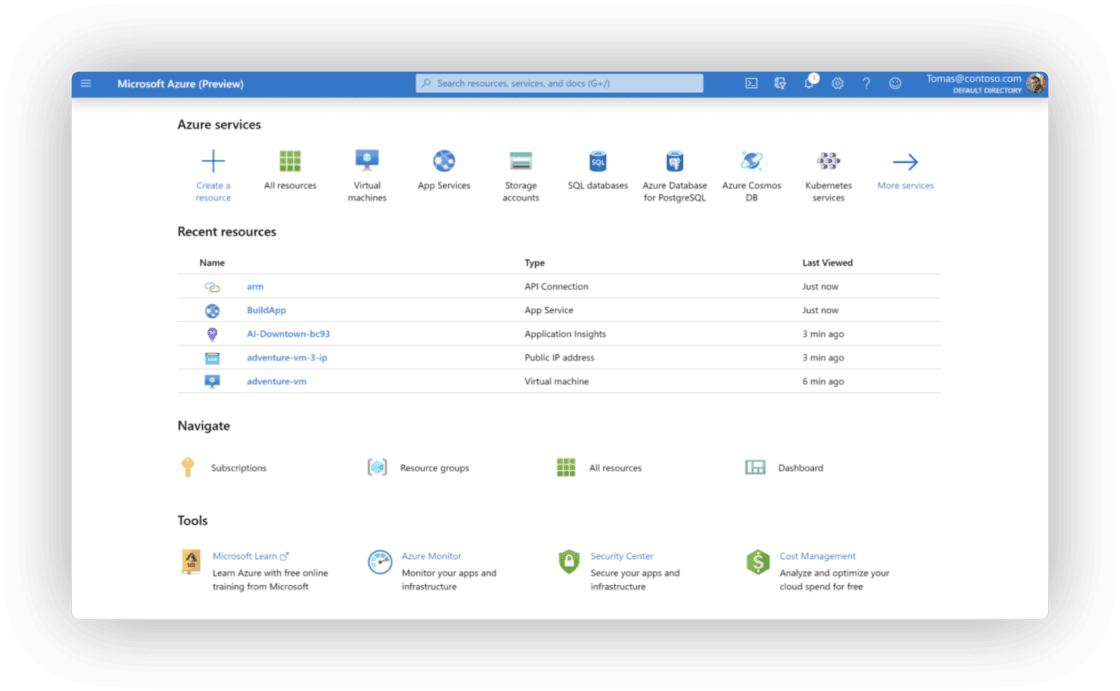 Microsoft Azure (Preview)
Search resources, services, and docs (G+/)
1
Tomas@contoso.com
DEFAULT DIRECTORY
Azure services
Create a
resource
All resources
Virtual
machines
App Services
Storage
accounts
SQL
SQL databases
Azure Database
for PostgreSQL
Azure Cosmos
DB
Kubernetes
services
More services
Recent resources
Name Type Last Viewed
arm API Connection Just now
BuildApp App Service Just now
AI-Downtown-bc93 Application Insights 3 min ago
adventure-vm-3-ip Public IP address 3 min ago
adventure-vm Virtual machine 6 min ago
Navigate
Subscriptions
Resource groups
All resources
Dashboard
Tools
Microsoft Learn
Learn Azure with free online
training from Microsoft
Azure Monitor
Monitor your apps and
infrastructure
Security Center
Secure your apps and
infrastructure
Cost Management
Analyze and optimize your
cloud spend for free